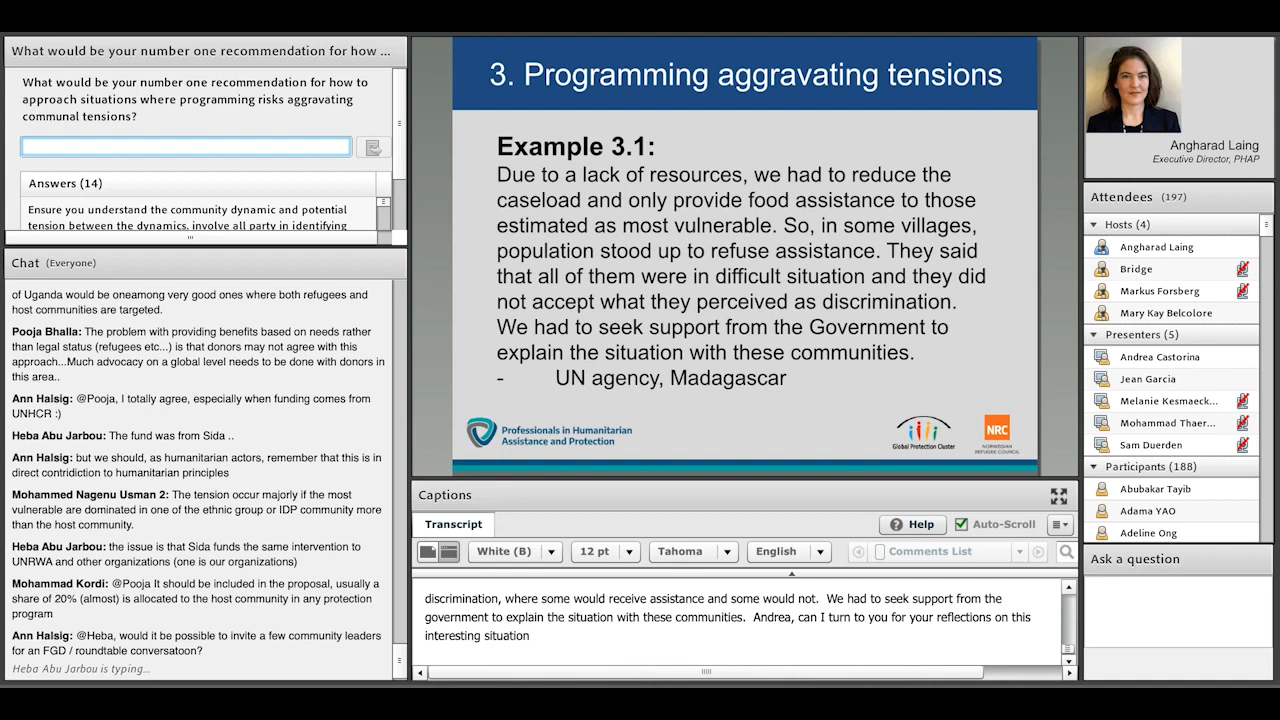 What would be your number one recommendation for how ...
What would be your number one recommendation for how to
approach situations where programming risks aggravating
communal tensions?
Answers (14)
Ensure you understand the community dynamic and potential
tension between the dynamics, involve all party in identifying
Chat (Everyone)
of Uganda would be oneamong very good ones where both refugees and
host communities are targeted.
Pooja Bhalla: The problem with providing benefits based on needs rather
than legal status (refugees etc...) is that donors may not agree with this
approach...Much advocacy on a global level needs to be done with donors in
this area..
Ann Halsig: @Pooja, I totally agree, especially when funding comes from
UNHCR :)
Heba Abu Jarbou: The fund was from Sida ..
Ann Halsig: but we should, as humanitarian actors, remember that this is in
direct contridiction to humanitarian principles
Mohammed Nagenu Usman 2: The tension occur majorly if the most
vulnerable are dominated in one of the ethnic group or IDP community more
than the host community.
Heba Abu Jarbou: the issue is that Sida funds the same intervention to
UNRWA and other organizations (one is our organizations)
Mohammad Kordi: @Pooja It should be included in the proposal, usually a
share of 20% (almost) is allocated to the host community in any protection
program
Ann Halsig: @Heba, would it be possible to invite a few community leaders
for an FGD / roundtable conversatoon?
Heba Abu Jarbou is typing...
3. Programming aggravating tensions
Example 3.1:
Due to a lack of resources, we had to reduce the
caseload and only provide food assistance to those
estimated as most vulnerable. So, in some villages,
population stood up to refuse assistance. They said
that all of them were in difficult situation and they did
not accept what they perceived as discrimination.
We had to seek support from the Government to
explain the situation with these communities.
- UN agency, Madagascar
Professionals in Humanitarian
Assistance and Protection
Global Protection Cluster
NRC
NORWEGIAN
REFUGEE COUNCIL
Captions
Transcript
Help
Auto-Scroll
White (B)
12 pt
Tahoma
English
Comments List
discrimination, where some would receive assistance and some would not. We had to seek support from the
government to explain the situation with these communities. Andrea, can I turn to you for your reflections on this
interesting situation
Angharad Laing
Executive Director, PHAP
Attendees (197)
Hosts (4)
Angharad Laing
Bridge
Markus Forsberg
Mary Kay Belcolore
Presenters (5)
Andrea Castorina
Jean Garcia
Melanie Kesmaeck...
Mohammad Thaer...
Sam Duerden
Participants (188)
Abubakar Tayib
Adama YAO
Adeline Ong
Ask a question